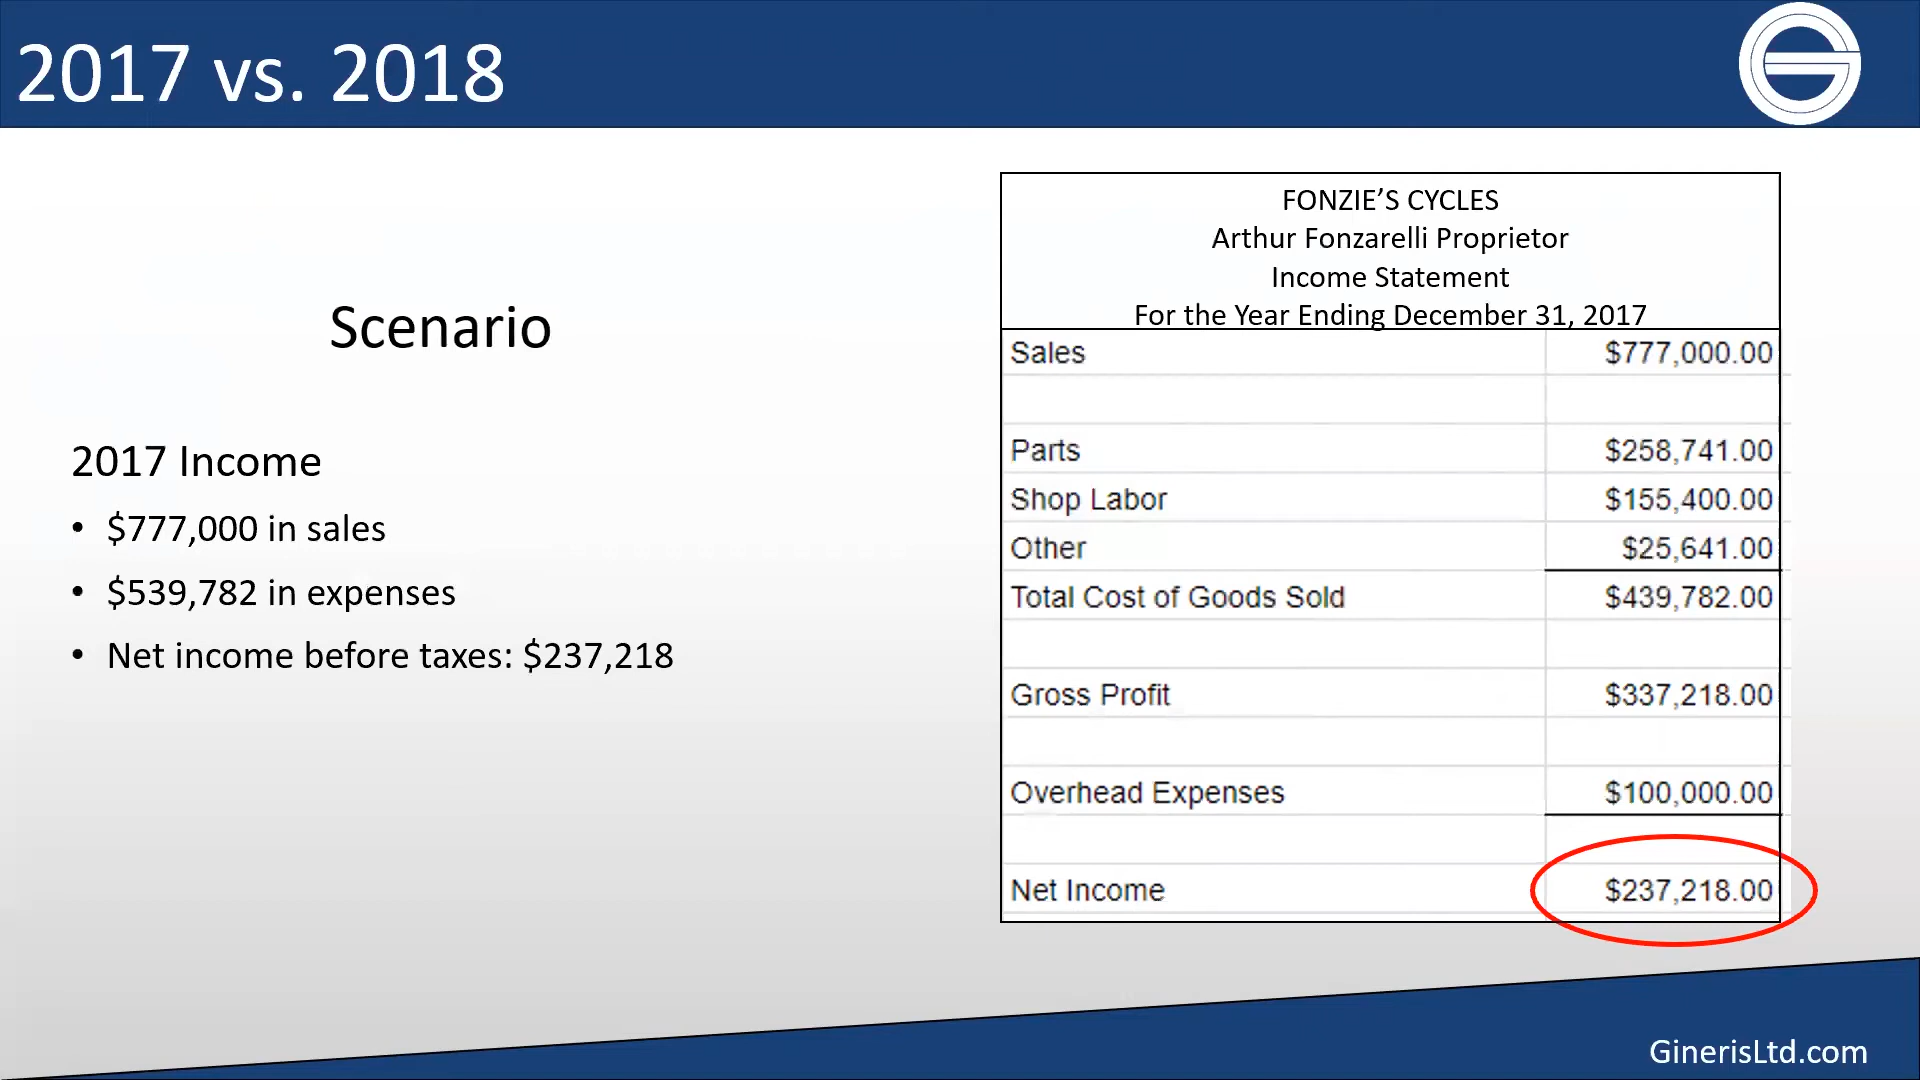 2017 vs. 2018
Scenario
2017 Income
• $777,000 in sales
• $539,782 in expenses
• Net income before taxes: $237,218
FONZIE’S CYCLES
Arthur Fonzarelli Proprietor
Income Statement
For the Year Ending December 31, 2017
Sales $777,000.00
Parts $258,741.00
Shop Labor $155,400.00
Other $25,641.00
Total Cost of Goods Sold $439,782.00
Gross Profit $337,218.00
Overhead Expenses $100,000.00
Net Income $237,218.00
GinerisLtd.com